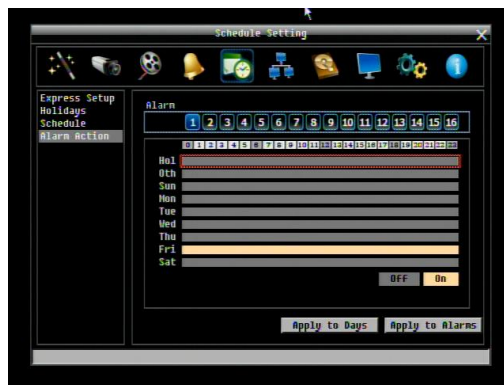 Schedule Setting X
Express Setup
Holidays
Schedule
Alarm Action
Alarm
1 2 3 4 5 6 7 8 9 10 11 12 13 14 15 16
0 1 2 3 4 5 6 7 8 9 10 11 12 13 14 15 16 17 18 19 20 21 22 23
Hol
Oth
Sun
Mon
Tue
Wed
Thu
Fri
Sat
OFF On
Apply to Days Apply to Alarms